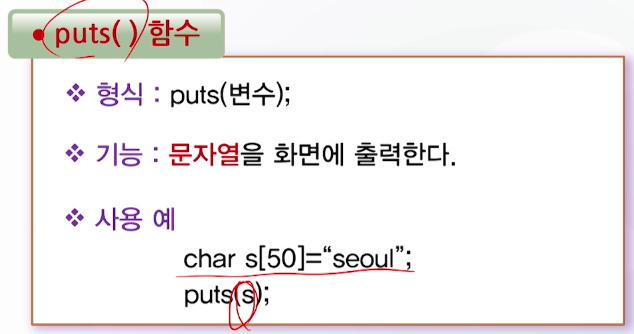 puts( ) 함수
❖ 형식 : puts(변수);
❖ 기능 : 문자열을 화면에 출력한다.
❖ 사용 예
char s[50]=“seoul”;
puts(s);